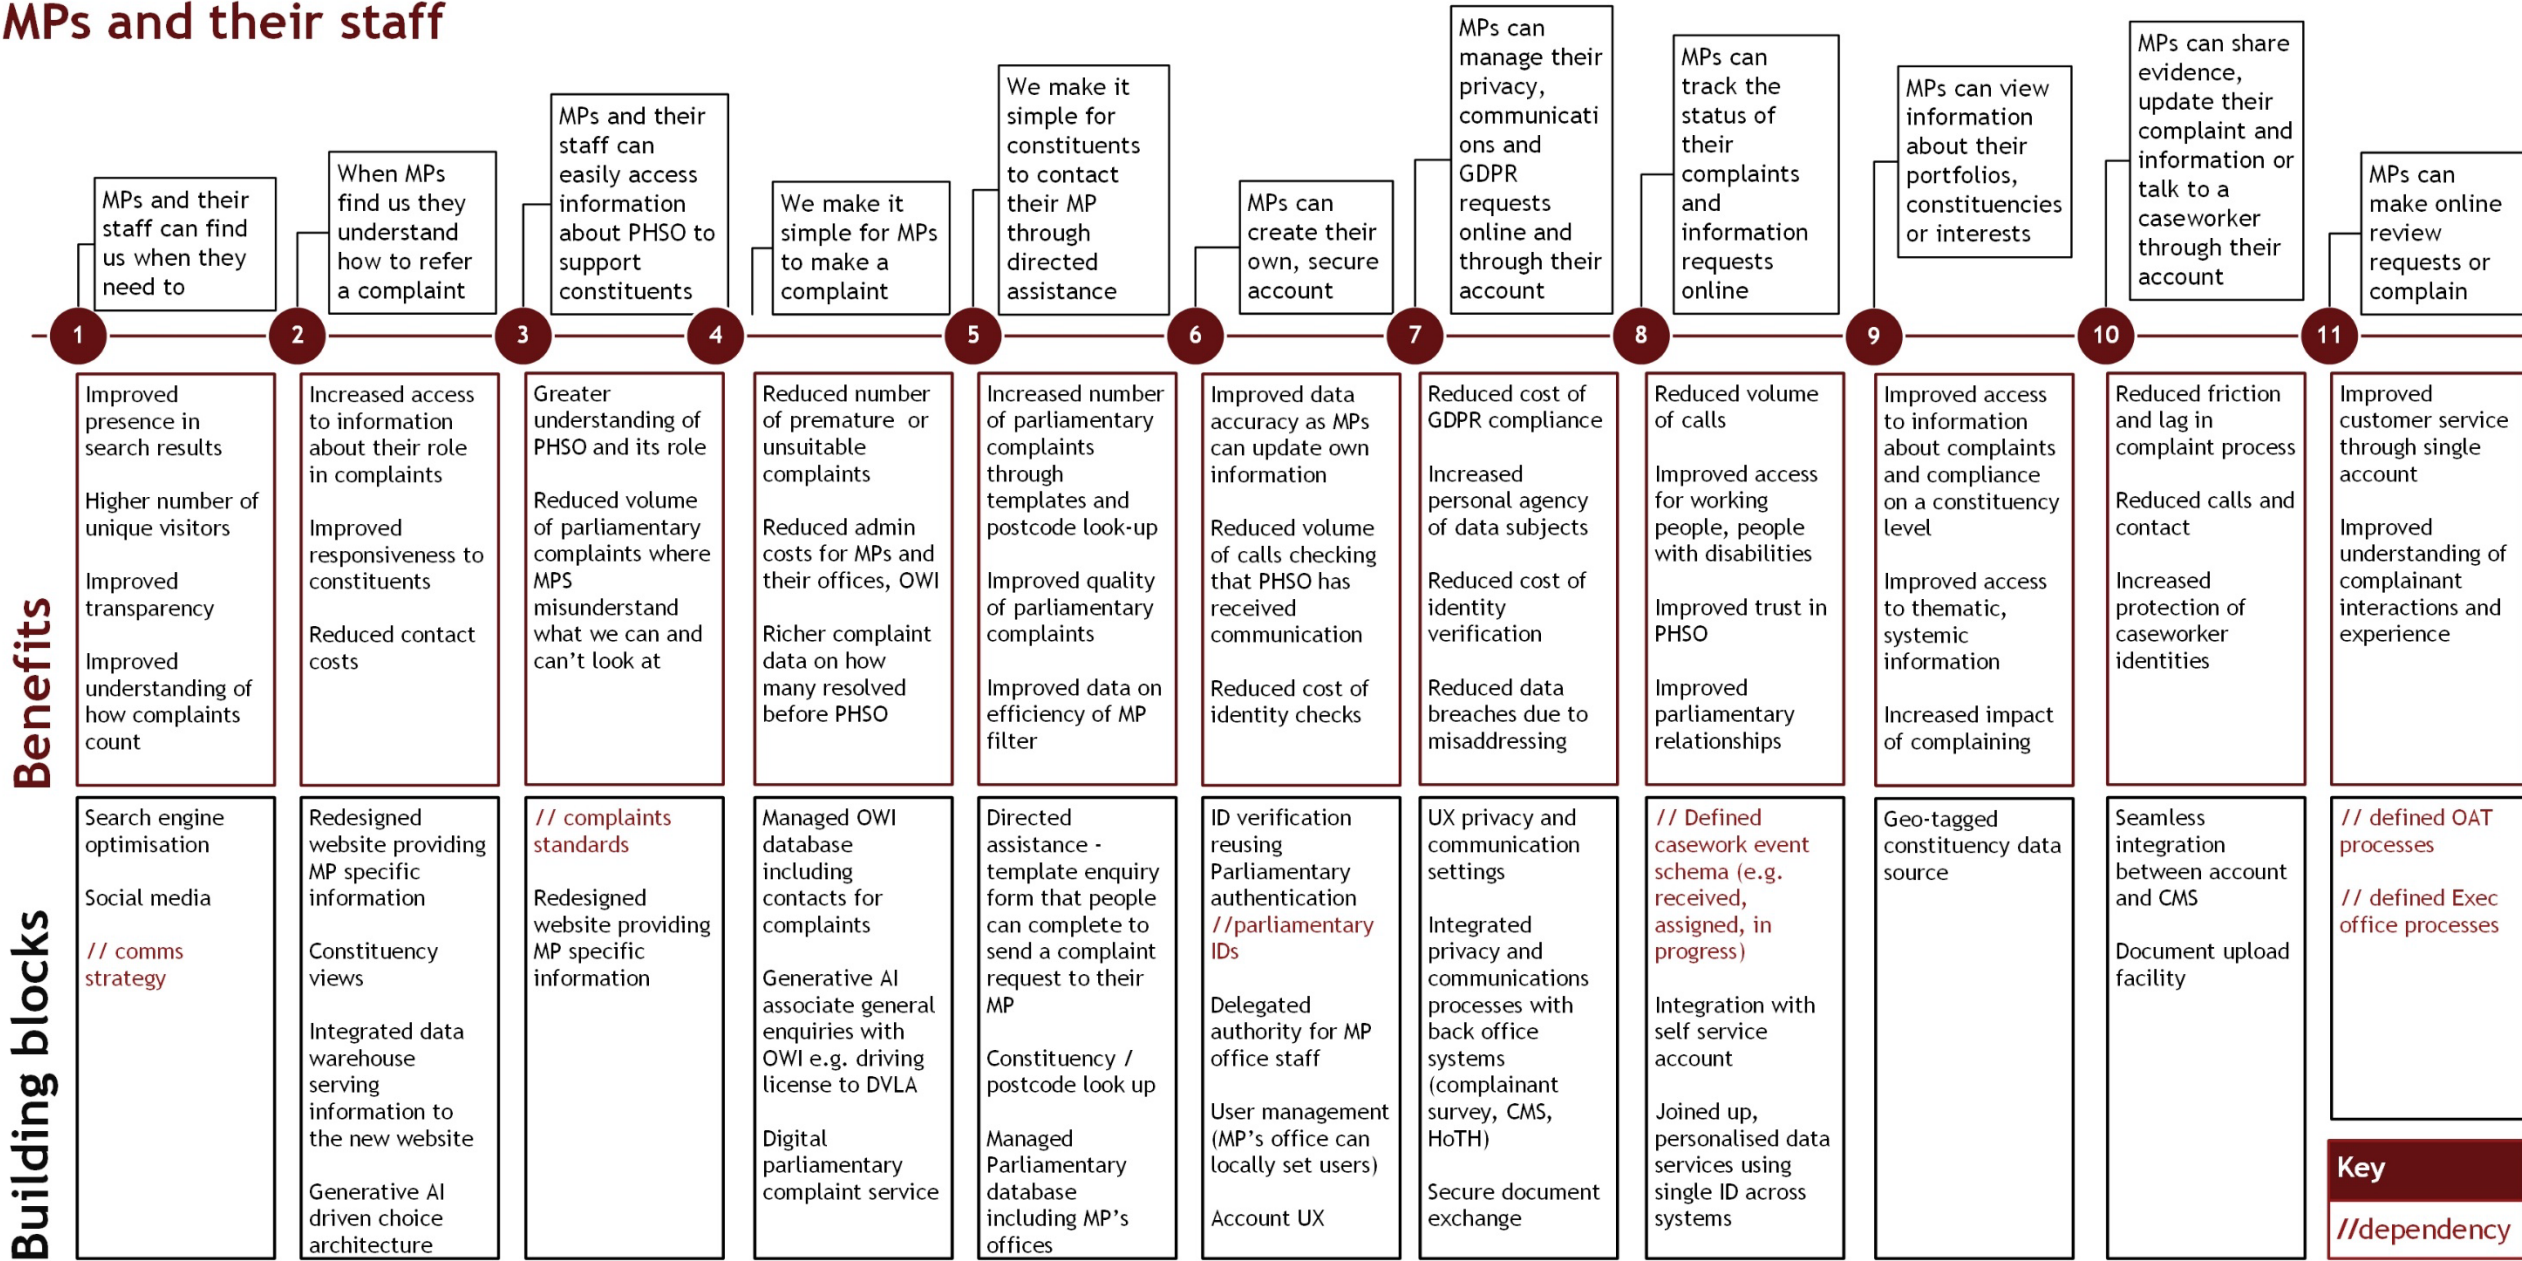 MPs and their staff
MPs and their
staff can find
us when they
need to
When MPs
find us they
understand
how to refer
a complaint
MPs and their
staff can
easily access
information
about PHSO to
support
constituents
We make it
simple for MPs
to make a
complaint
We make it
simple for
constituents
to contact
their MP
through
directed
assistance
MPs can
create their
own, secure
account
MPs can
manage their
privacy,
communicati
ons and
GDPR
requests
online and
through their
account
MPs can
track the
status of
their
complaints
and
information
requests
online
MPs can view
information
about their
portfolios,
constituencies
or interests
MPs can share
evidence,
update their
complaint and
information or
talk to a
caseworker
through their
account
MPs can
make online
review
requests or
complain
1
2
3
4
5
6
7
8
9
10
11
Benefits
Improved
presence in
search results
Higher number of
unique visitors
Improved
transparency
Improved
understanding of
how complaints
count
Increased access
to information
about their role
in complaints
Improved
responsiveness to
constituents
Reduced contact
costs
Greater
understanding of
PHSO and its role
Reduced volume
of parliamentary
complaints where
MPS
misunderstand
what we can and
can't look at
Reduced number
of premature or
unsuitable
complaints
Reduced admin
costs for MPs and
their offices, OWI
Richer complaint
data on how
many resolved
before PHSO
Increased number
of parliamentary
complaints
through
templates and
postcode look-up
Improved quality
of parliamentary
complaints
Improved data on
efficiency of MP
filter
Improved data
accuracy as MPs
can update own
information
Reduced volume
of calls checking
that PHSO has
received
communication
Reduced cost of
identity checks
Reduced cost of
GDPR compliance
Increased
personal agency
of data subjects
Reduced cost of
identity
verification
Reduced data
breaches due to
misaddressing
Reduced volume
of calls
Improved access
for working
people, people
with disabilities
Improved trust in
PHSO
Improved
parliamentary
relationships
Improved access
to information
about complaints
and compliance
on a constituency
level
Improved access
to thematic,
systemic
information
Increased impact
of complaining
Reduced friction
and lag in
complaint process
Reduced calls and
contact
Increased
protection of
caseworker
identities
Improved
customer service
through single
account
Improved
understanding of
complainant
interactions and
experience
Building blocks
Search engine
optimisation
Social media
// comms
strategy
Redesigned
website providing
MP specific
information
Constituency
views
Integrated data
warehouse
serving
information to
the new website
Generative AI
driven choice
architecture
// complaints
standards
Redesigned
website providing
MP specific
information
Managed OWI
database
including
contacts for
complaints
Generative AI
associate general
enquiries with
OWI e.g. driving
license to DVLA
Digital
parliamentary
complaint service
Directed
assistance -
template enquiry
form that people
can complete to
send a complaint
request to their
MP
Constituency /
postcode look up
Managed
Parliamentary
database
including MP's
offices
ID verification
reusing
Parliamentary
authentication
//parliamentary
IDs
Delegated
authority for MP
office staff
User management
(MP's office can
locally set users)
Account UX
UX privacy and
communication
settings
Integrated
privacy and
communications
processes with
back office
systems
(complainant
survey, CMS,
HoTH)
Secure document
exchange
// Defined
casework event
schema (e.g.
received,
assigned, in
progress)
Integration with
self service
account
Joined up,
personalised data
services using
single ID across
systems
Geo-tagged
constituency data
source
Seamless
integration
between account
and CMS
Document upload
facility
// defined OAT
processes
// defined Exec
office processes
Key
//dependency